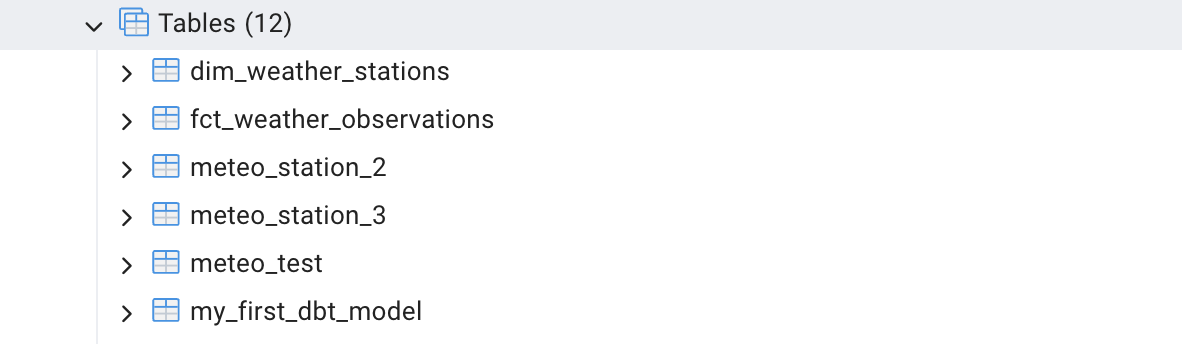 Tables (12)
dim_weather_stations
fct_weather_observations
meteo_station_2
meteo_station_3
meteo_test
my_first_dbt_model